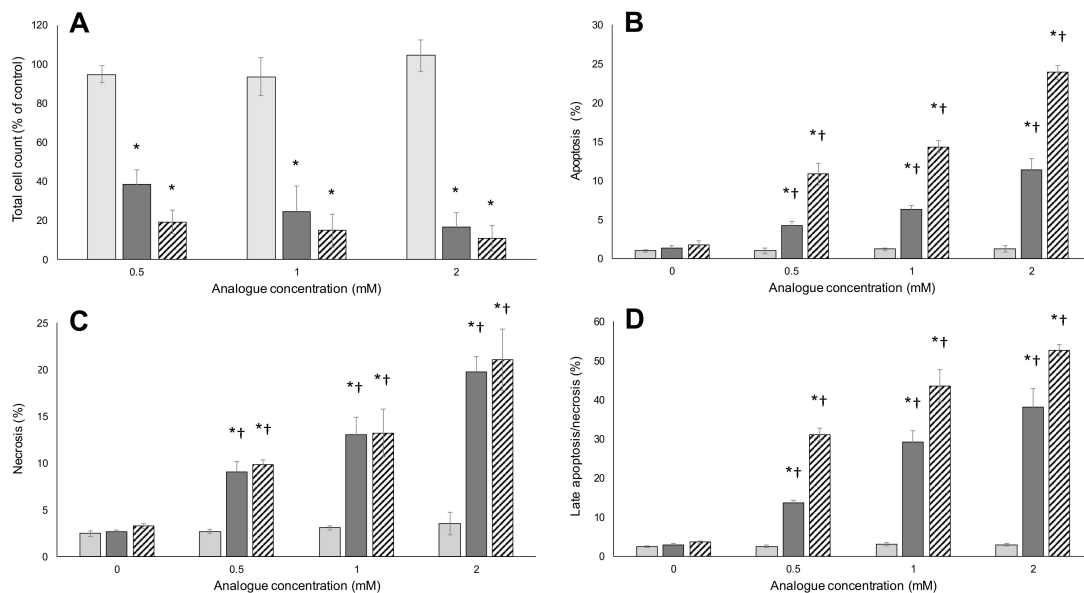 A
Total cell count (% of control)
120
100
80
60
40
20
0
* * * * * *
0.5 1 2
Analogue concentration (mM)
B
Apoptosis (%)
30
25
20
15
10
5
0
*† *† *† *† *† *†
0 0.5 1 2
Analogue concentration (mM)
C
Necrosis (%)
25
20
15
10
5
0
*† *† *† *† *† *†
0 0.5 1 2
Analogue concentration (mM)
D
Late apoptosis/necrosis (%)
60
50
40
30
20
10
0
*† *† *† *† *† *†
0 0.5 1 2
Analogue concentration (mM)